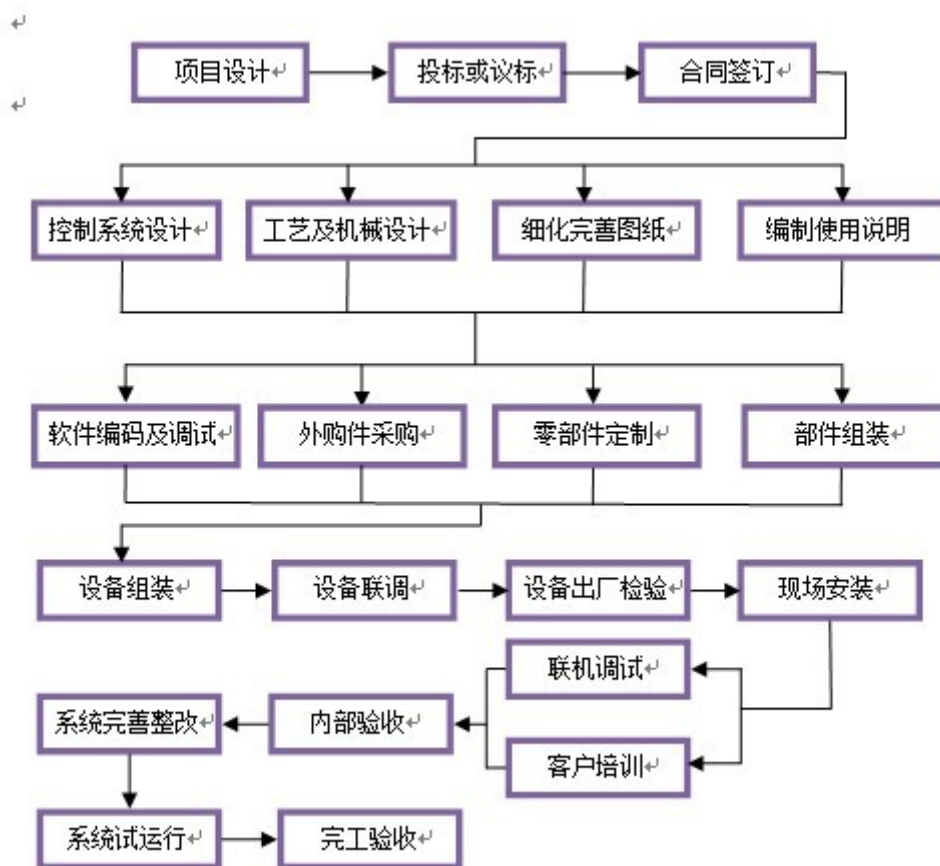 项目设计
投标或议标
合同签订
控制系统设计
工艺及机械设计
细化完善图纸
编制使用说明
软件编码及调试
外购件采购
零部件定制
部件组装
设备组装
设备联调
设备出厂检验
现场安装
联机调试
系统完善整改
内部验收
客户培训
系统试运行
完工验收